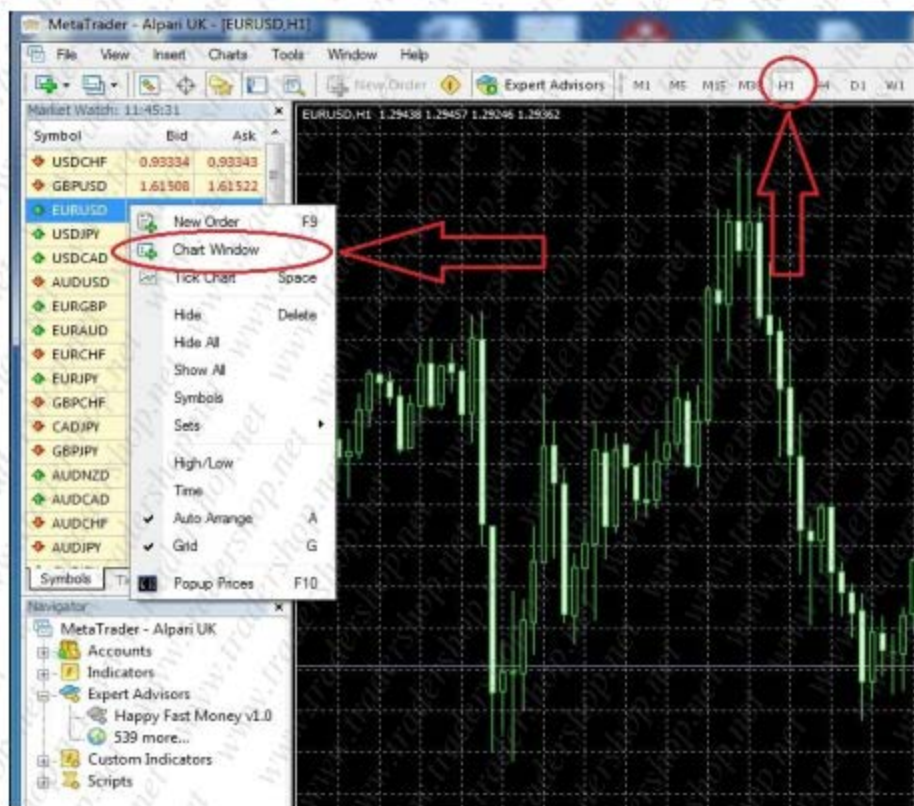 MetaTrader - Alpari UK - [EURUSD,H1]
File View Insert Charts Tools Window Help
New Order Expert Advisors M1 M5 M15 M30 H1 H4 D1 W1
Market Watch: 11:45:31
EURUSD,H1 1.29438 1.29457 1.29246 1.29362
Symbol Bid Ask
USDCHF 0.93334 0.93343
GBPUSD 1.61508 1.61522
EURUSD
USDJPY
USDCAD
AUDUSD
EURGBP
EURAUD
EURCHF
EURJPY
GBPCHF
CADJPY
GBPJPY
AUDNZD
AUDCAD
AUDCHF
AUDJPY
New Order F9
Chart Window
Tick Chart Space
Hide Delete
Hide All
Show All
Symbols
Sets
High/Low
Time
Auto Arrange A
Grid G
Popup Prices F10
Symbols
Navigator
MetaTrader - Alpari UK
Accounts
Indicators
Expert Advisors
Happy Fast Money v1.0
539 more...
Custom Indicators
Scripts
www.tradershop.net